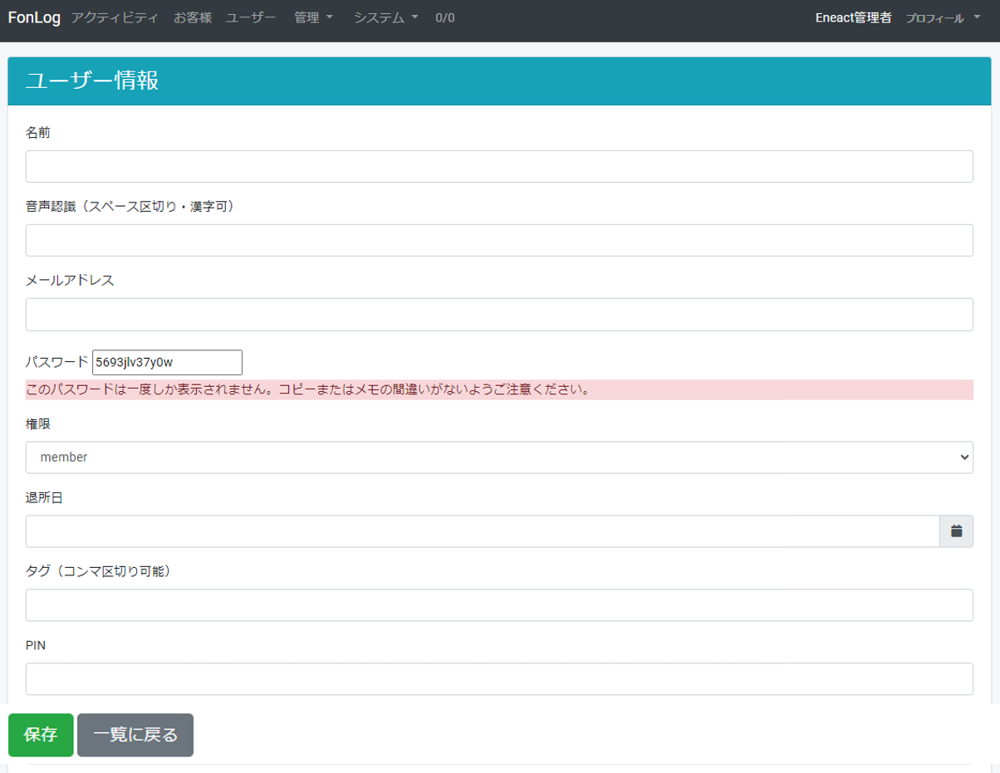 FonLog アクティビティ お客様 ユーザー 管理 システム 0/0 Eneact管理者 プロフィール
ユーザー情報
名前
音声認識（スペース区切り・漢字可）
メールアドレス
パスワード 5693jlv37y0w
このパスワードは一度しか表示されません。コピーまたはメモの間違いがないようご注意ください。
権限
member
退所日
タグ（コンマ区切り可能）
PIN
保存 一覧に戻る